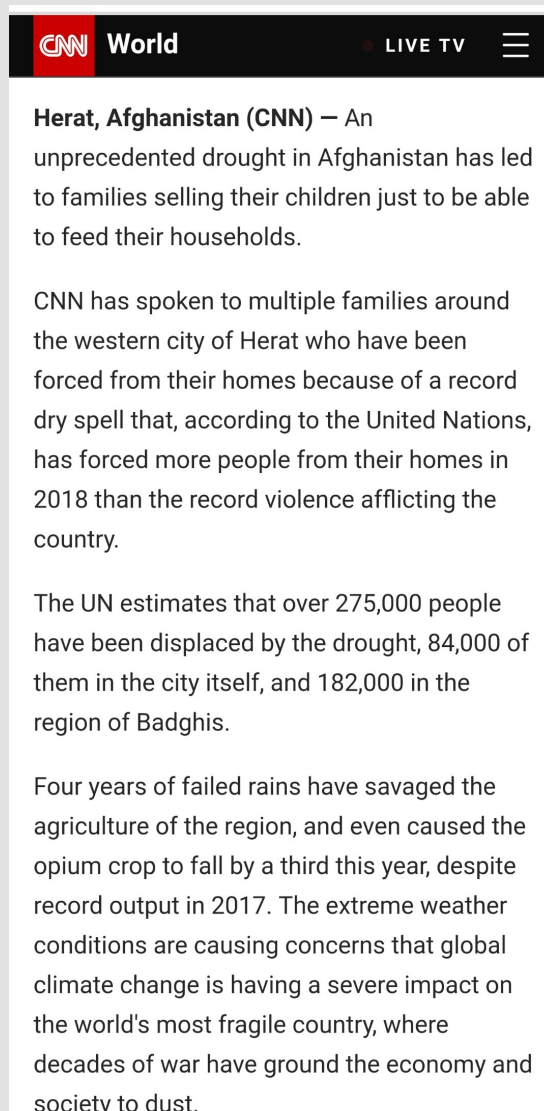 CNN World LIVE TV
Herat, Afghanistan (CNN) — An
unprecedented drought in Afghanistan has led
to families selling their children just to be able
to feed their households.
CNN has spoken to multiple families around
the western city of Herat who have been
forced from their homes because of a record
dry spell that, according to the United Nations,
has forced more people from their homes in
2018 than the record violence afflicting the
country.
The UN estimates that over 275,000 people
have been displaced by the drought, 84,000 of
them in the city itself, and 182,000 in the
region of Badghis.
Four years of failed rains have savaged the
agriculture of the region, and even caused the
opium crop to fall by a third this year, despite
record output in 2017. The extreme weather
conditions are causing concerns that global
climate change is having a severe impact on
the world's most fragile country, where
decades of war have ground the economy and
society to dust.